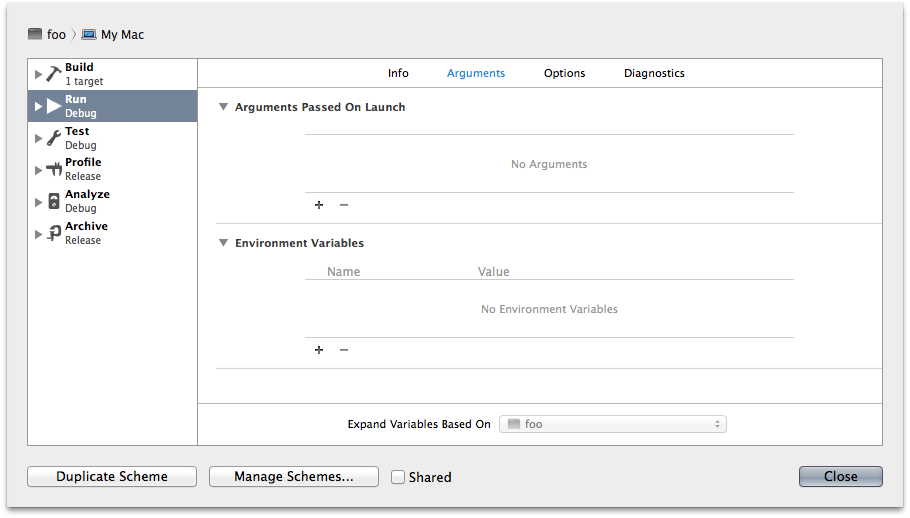 foo 〉 My Mac
Build
1 target
Run
Debug
Test
Debug
Profile
Release
Analyze
Debug
Archive
Release
Info Arguments Options Diagnostics
Arguments Passed On Launch
No Arguments
+ −
Environment Variables
Name Value
No Environment Variables
+ −
Expand Variables Based On foo
Duplicate Scheme Manage Schemes... Shared Close